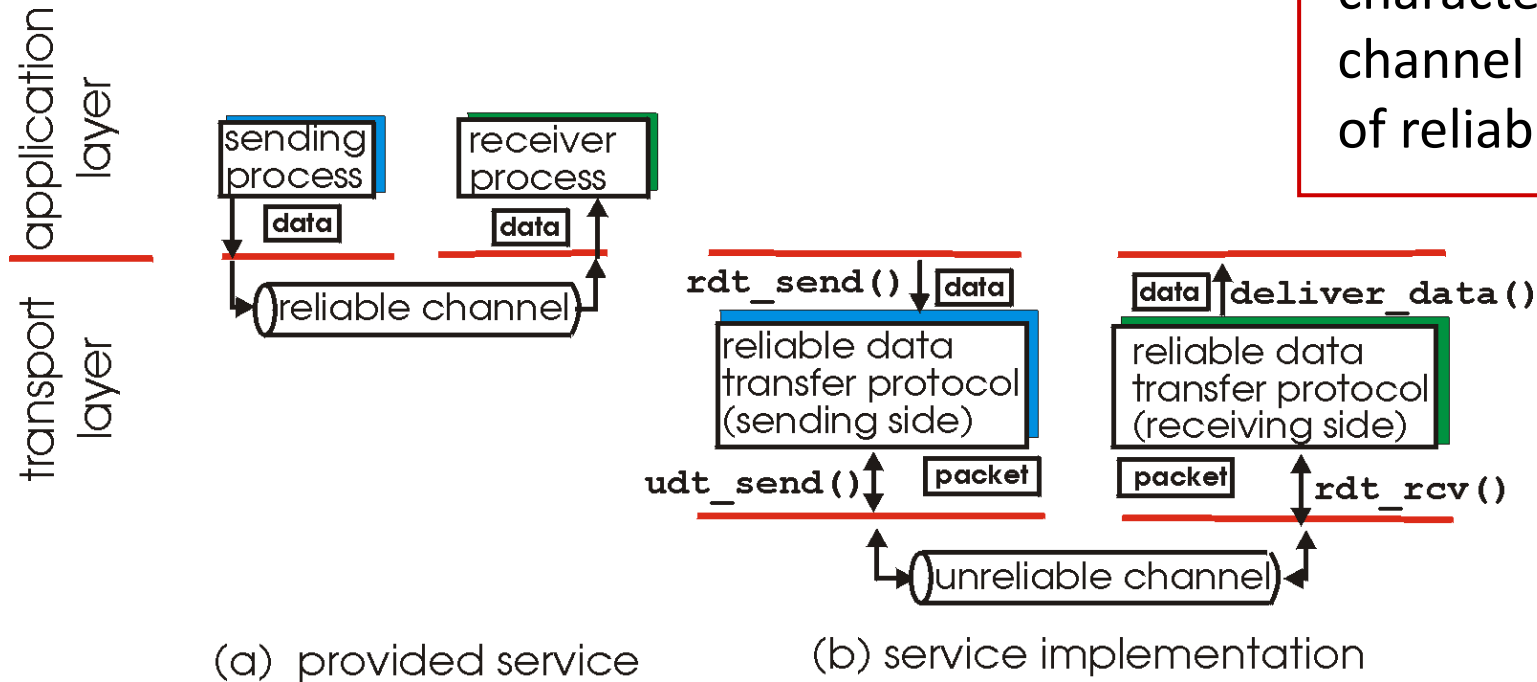 application
layer
transport
layer
channel
sending
process
data
receiver
process
data
reliable channel
rdt_send()
data
reliable data
transfer protocol
(sending side)
udt_send()
packet
data
deliver_data()
reliable data
transfer protocol
(receiving side)
packet
rdt_rcv()
unreliable channel
(a) provided service
(b) service implementation
of